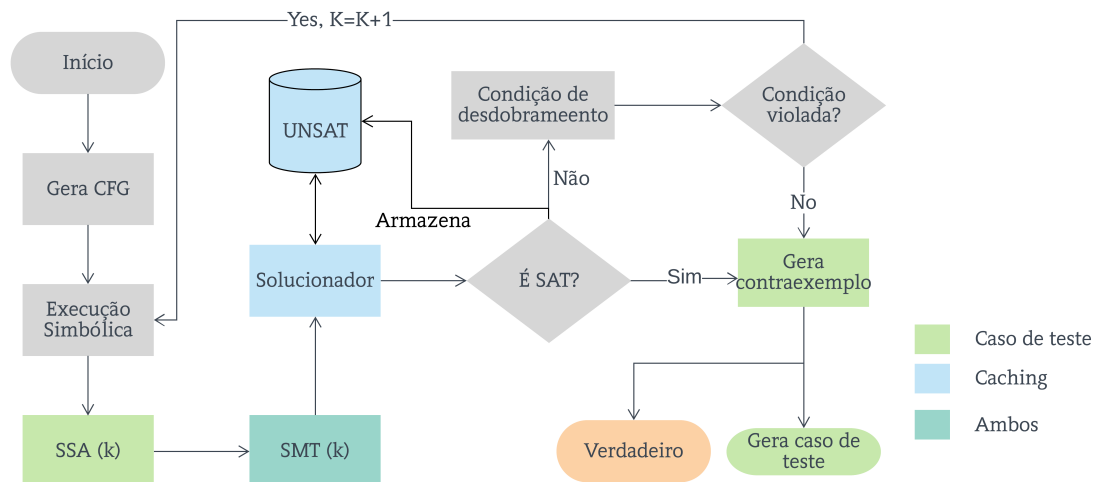 Yes, K=K+1
Início
Condição de
desdobrameento
Condição
violada?
UNSAT
Gera CFG
Não
No
Armazena
Solucionador
É SAT?
Sim
Gera
contraexemplo
Execução
Simbólica
Caso de teste
Caching
Ambos
SSA (k)
SMT (k)
Verdadeiro
Gera caso de
teste